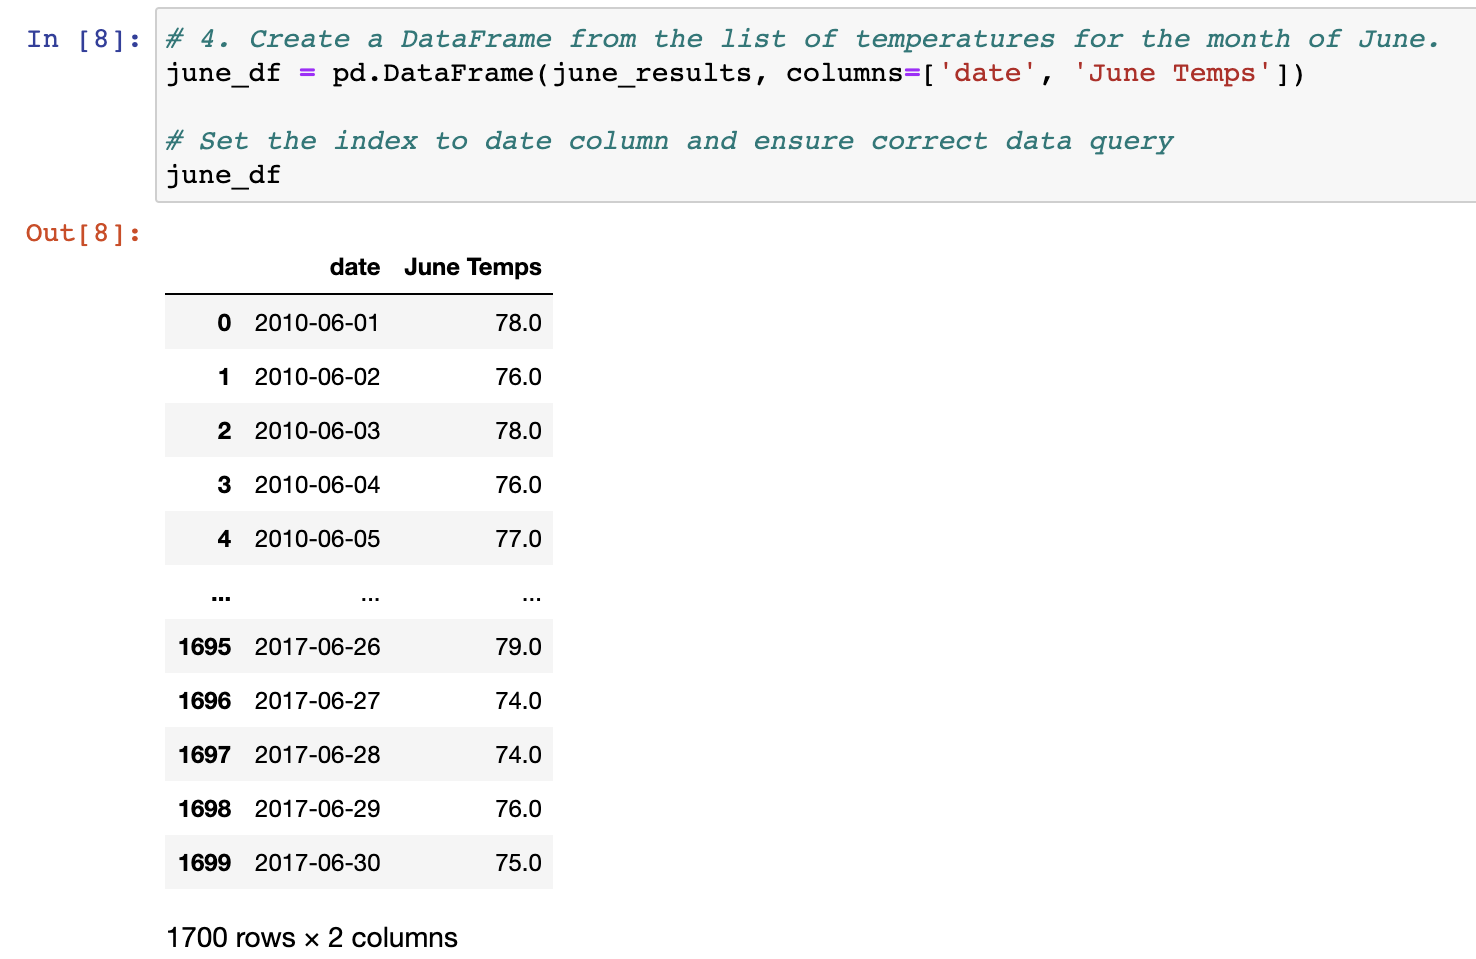 In [8]: # 4. Create a DataFrame from the list of temperatures for the month of June.
june_df = pd.DataFrame(june_results, columns=['date', 'June Temps'])
# Set the index to date column and ensure correct data query
june_df
Out[8]:
date June Temps
0 2010-06-01 78.0
1 2010-06-02 76.0
2 2010-06-03 78.0
3 2010-06-04 76.0
4 2010-06-05 77.0
... ... ...
1695 2017-06-26 79.0
1696 2017-06-27 74.0
1697 2017-06-28 74.0
1698 2017-06-29 76.0
1699 2017-06-30 75.0
1700 rows × 2 columns